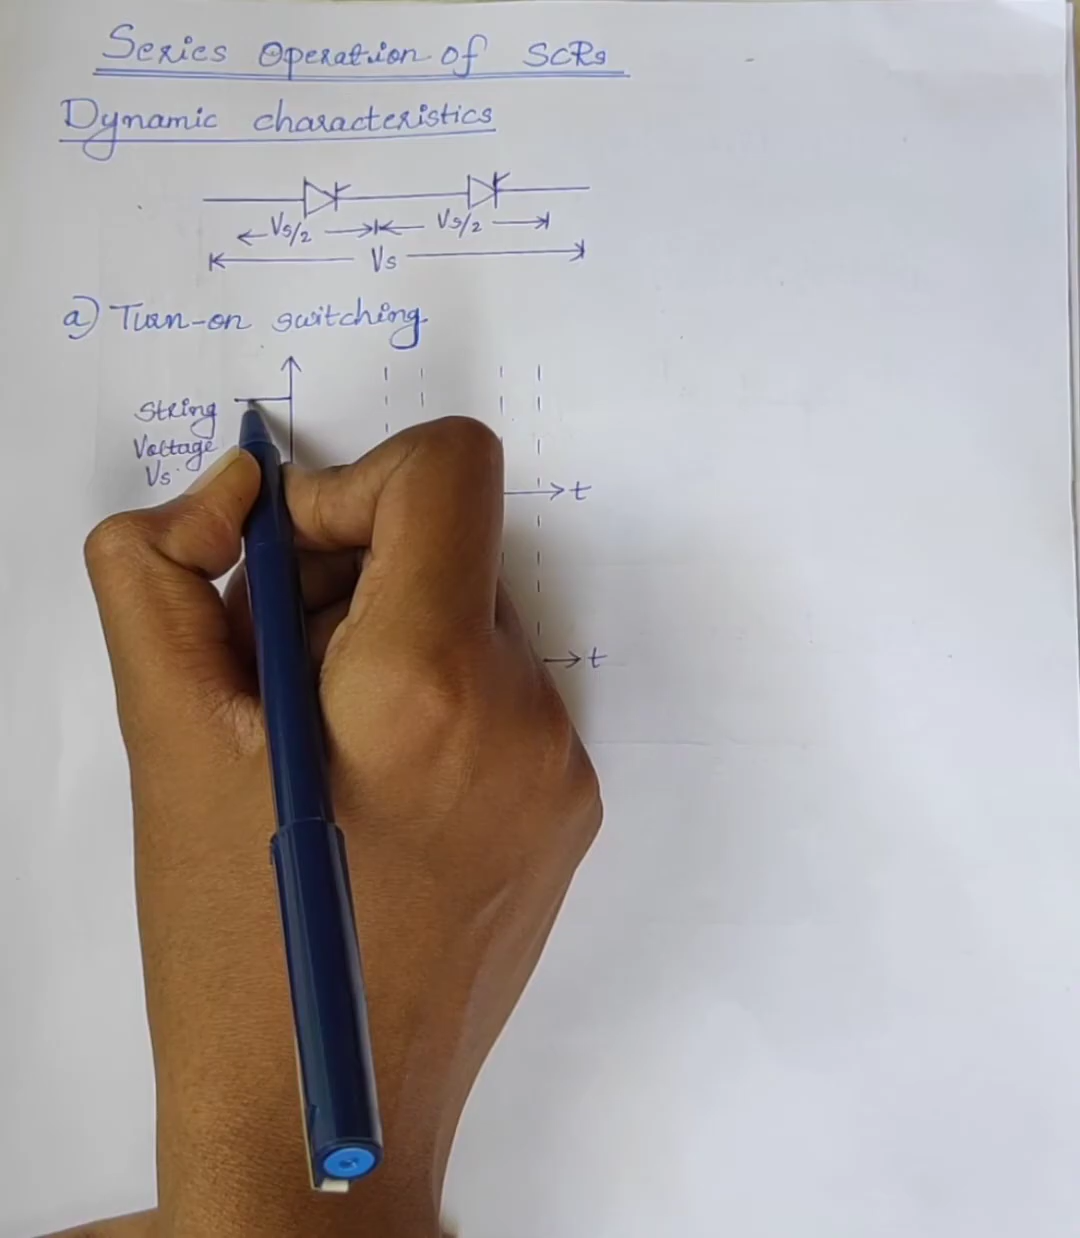 Series Operation of SCRs
Dynamic characteristics
Vs/2 Vs/2
Vs
a) Turn-on switching
String
Voltage
Vs
t
t